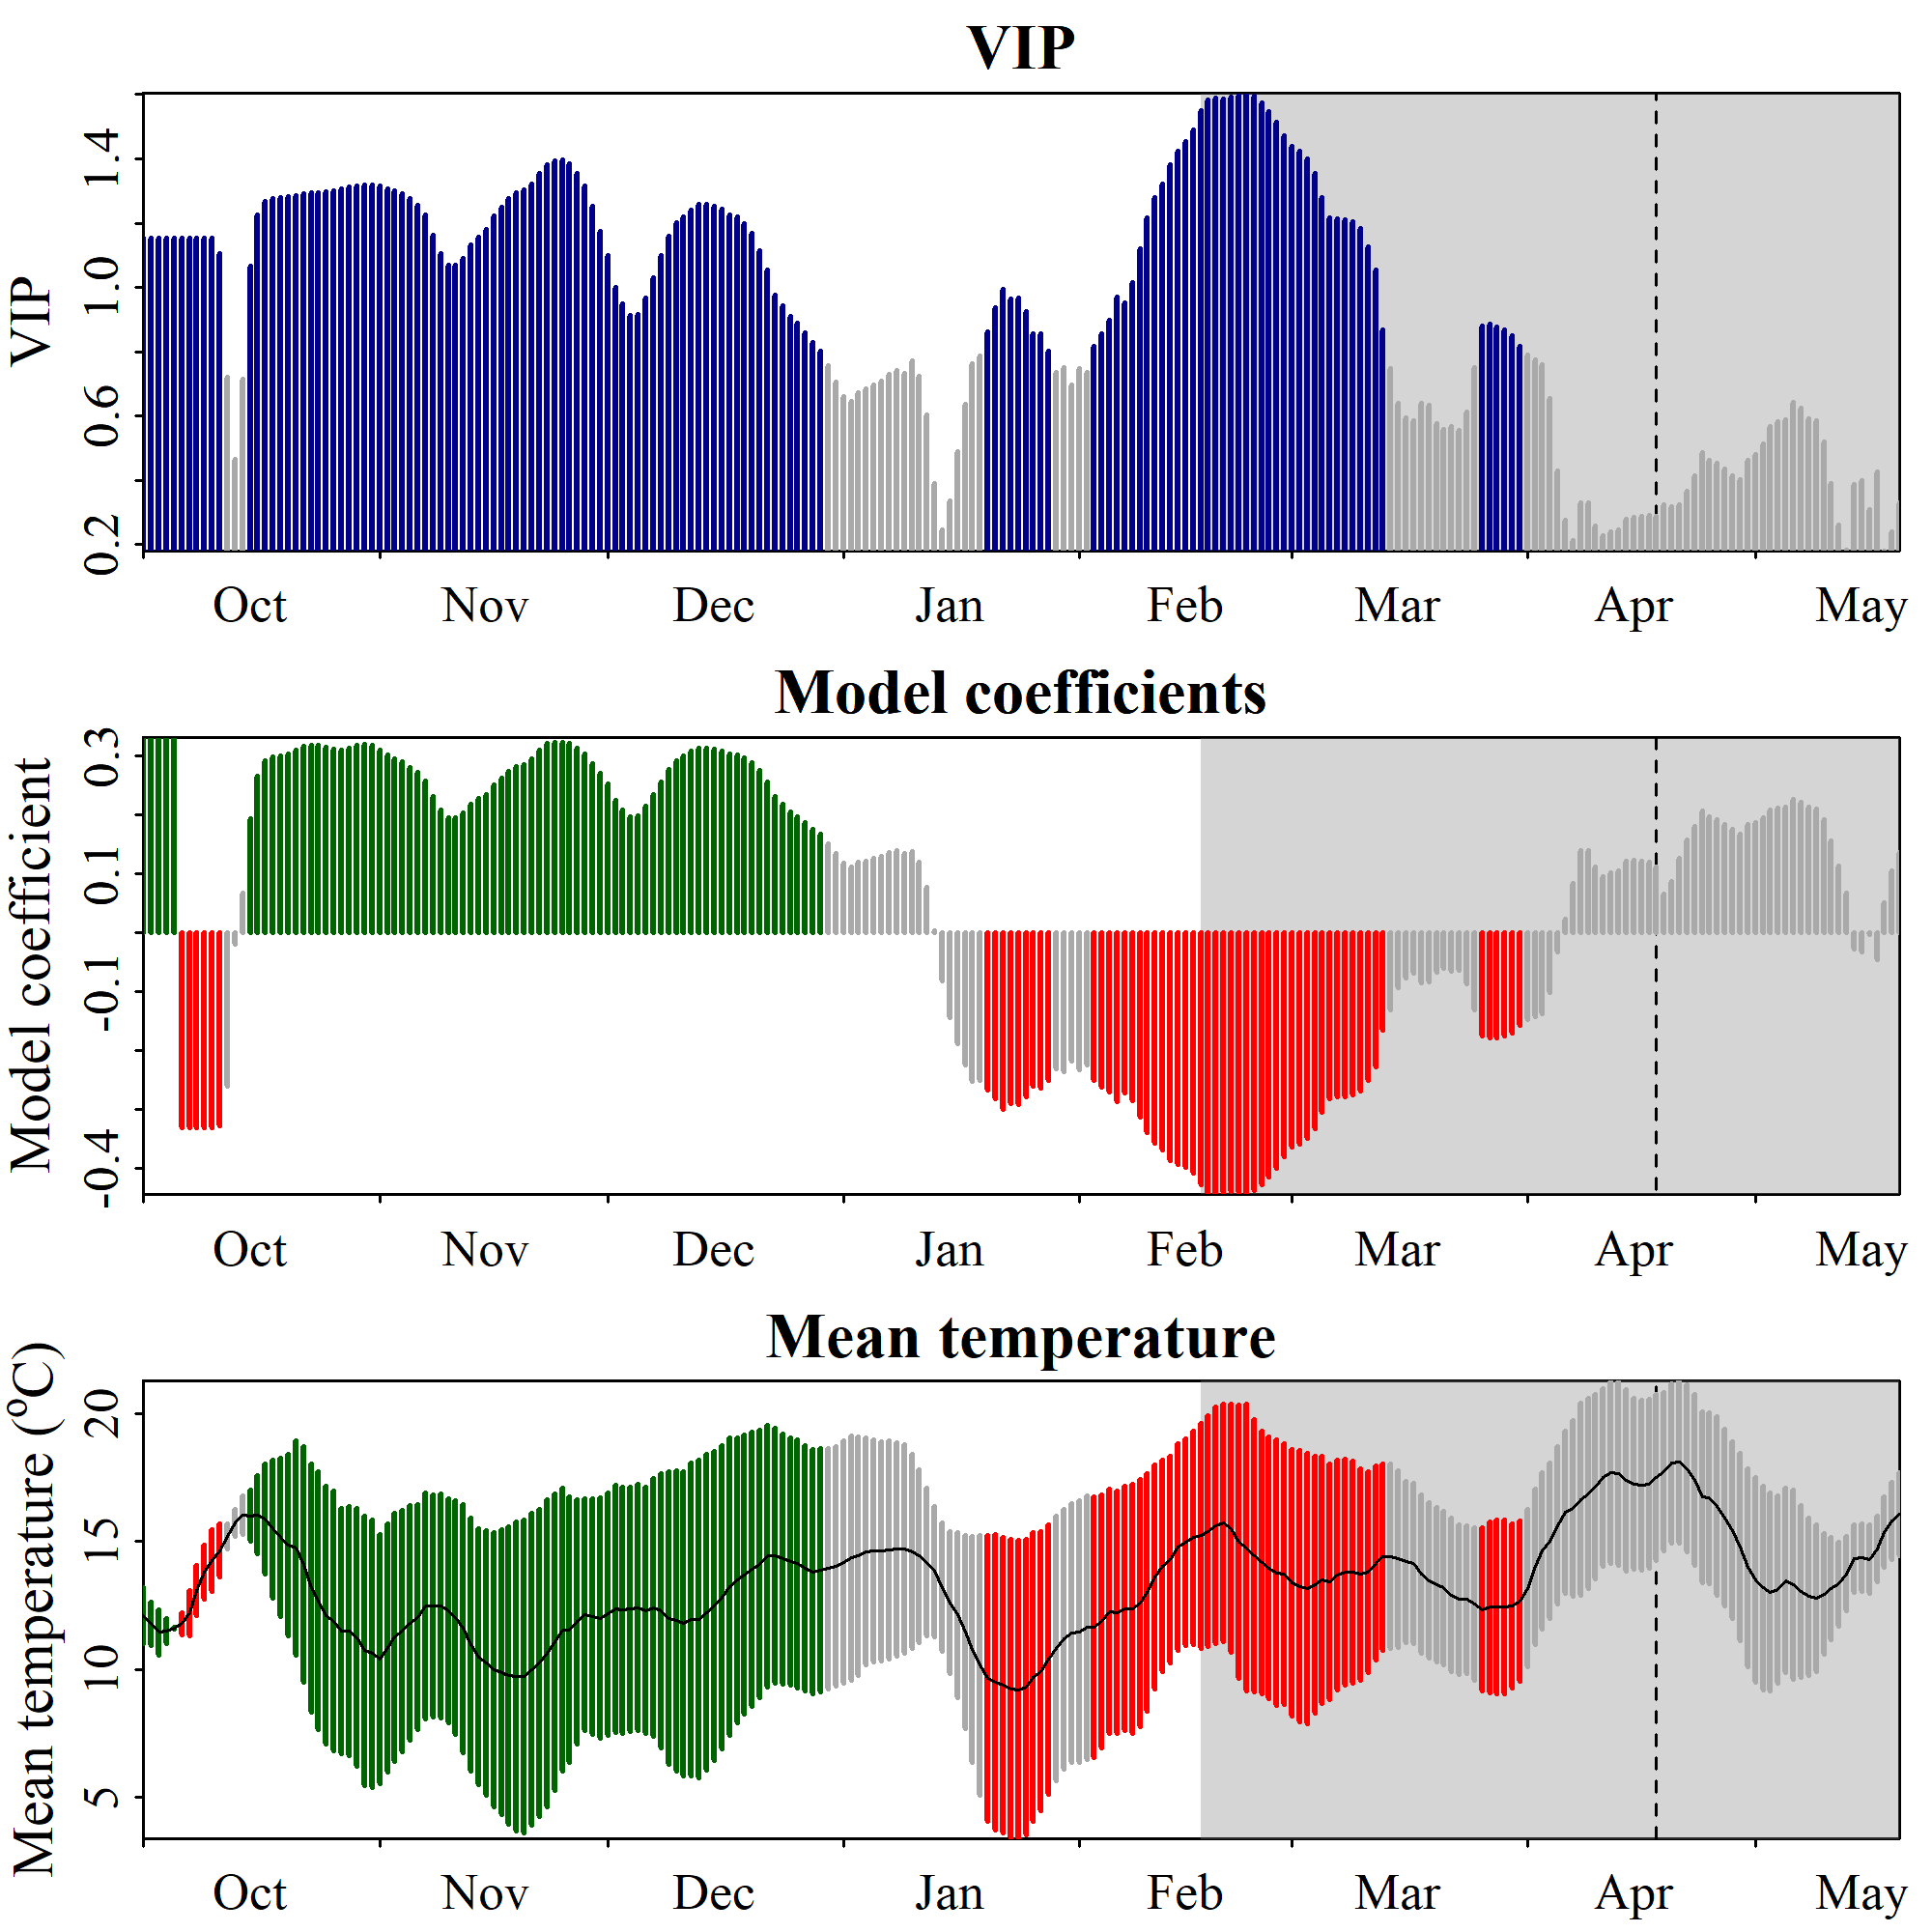 VIP
VIP
0.2 0.6 1.0 1.4
Oct Nov Dec Jan Feb Mar Apr May
Model coefficients
Model coefficient
-0.4 -0.1 0.1 0.3
Oct Nov Dec Jan Feb Mar Apr May
Mean temperature
Mean temperature (°C)
5 10 15 20
Oct Nov Dec Jan Feb Mar Apr May